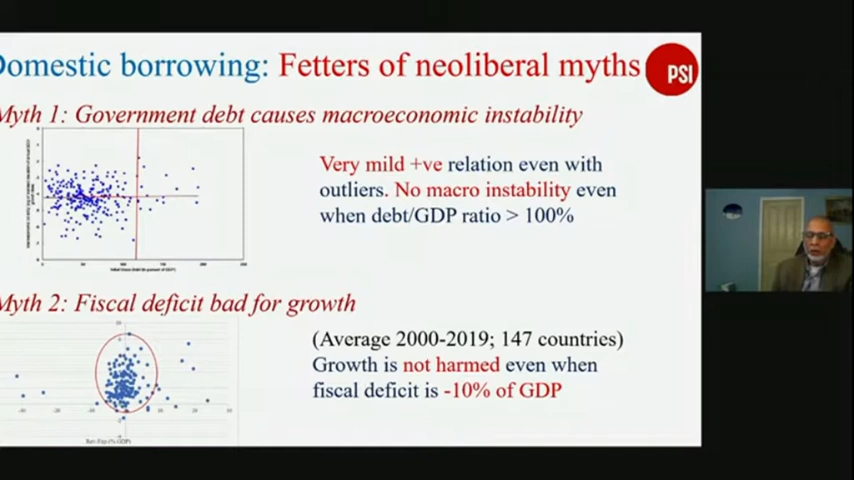 Domestic borrowing: Fetters of neoliberal myths
PSI
Myth 1: Government debt causes macroeconomic instability
Very mild +ve relation even with
outliers. No macro instability even
when debt/GDP ratio > 100%
Myth 2: Fiscal deficit bad for growth
(Average 2000-2019; 147 countries)
Growth is not harmed even when
fiscal deficit is -10% of GDP